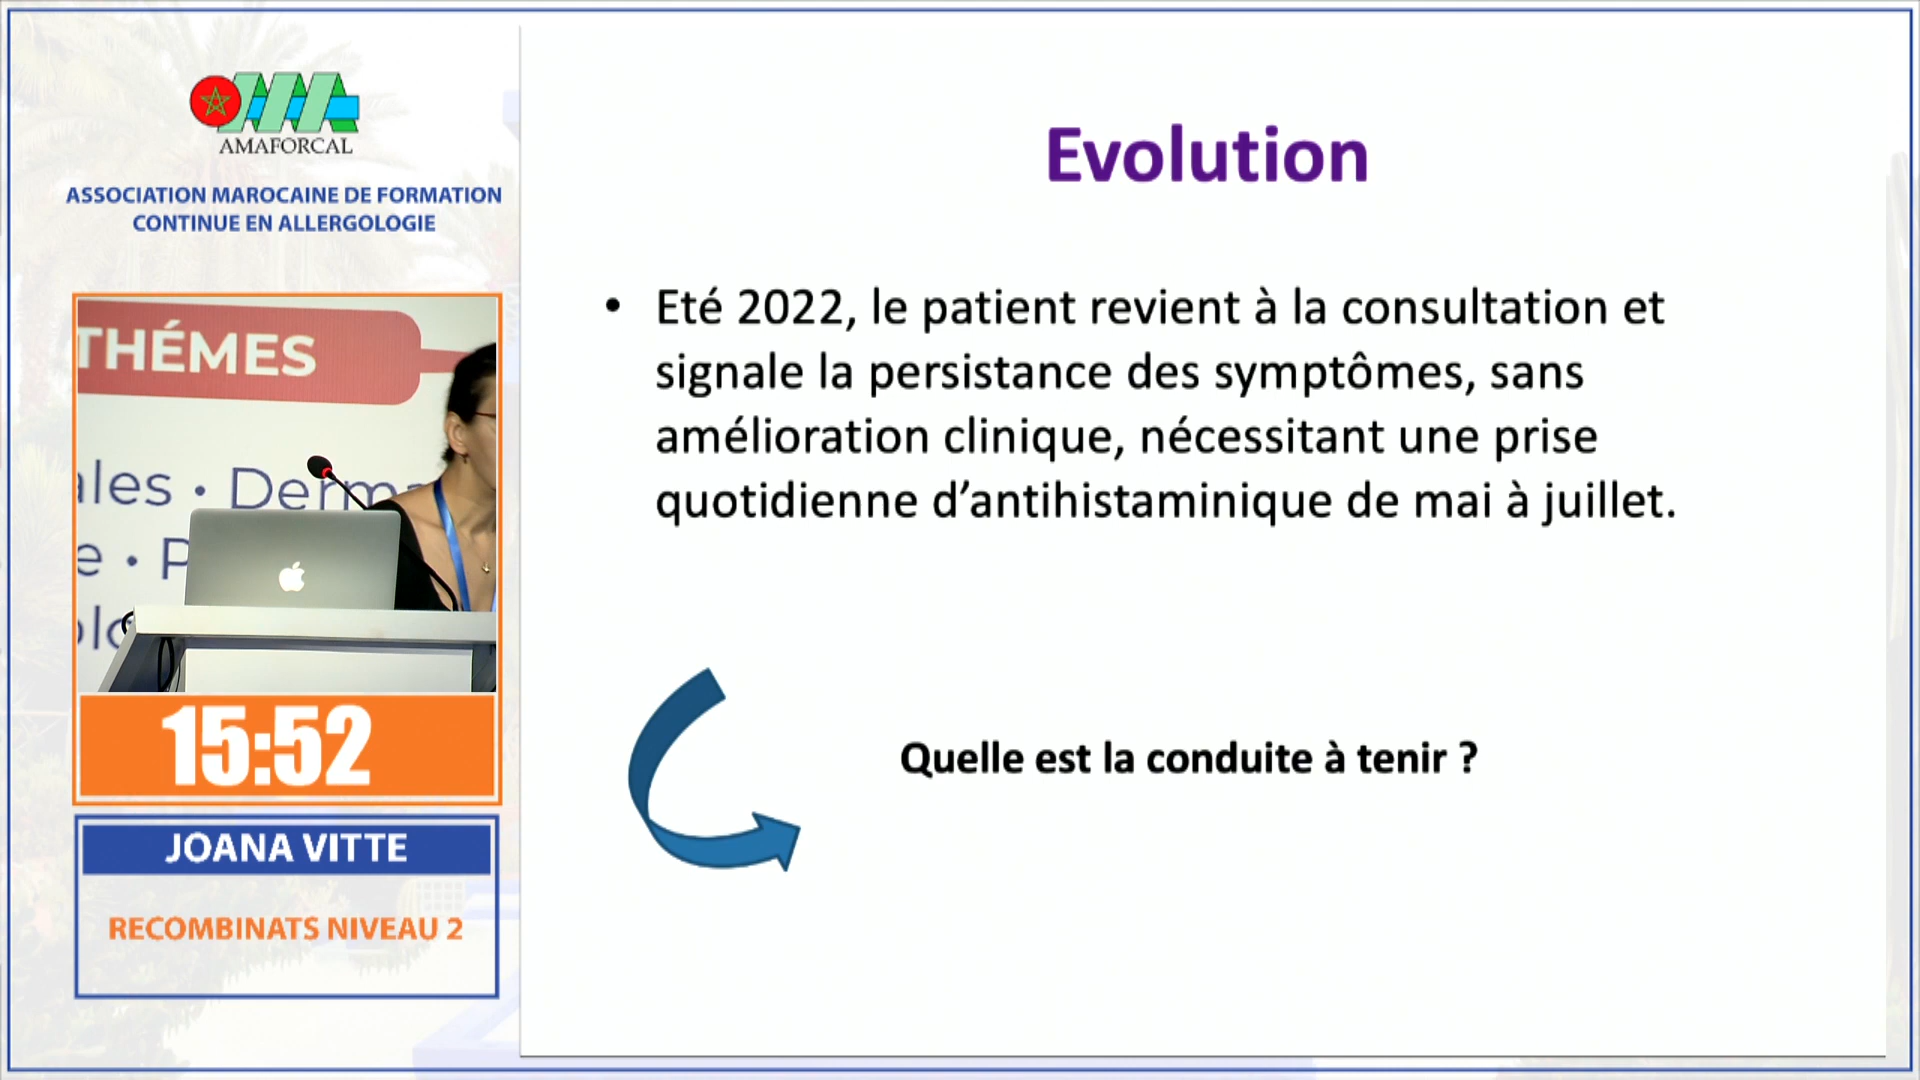 AMAFORCAL
ASSOCIATION MAROCAINE DE FORMATION
CONTINUE EN ALLERGOLOGIE
THÉMES
ales • Derma
e • P
15:52
JOANA VITTE
RECOMBINATS NIVEAU 2
Evolution
• Eté 2022, le patient revient à la consultation et
signale la persistance des symptômes, sans
amélioration clinique, nécessitant une prise
quotidienne d’antihistaminique de mai à juillet.
Quelle est la conduite à tenir ?